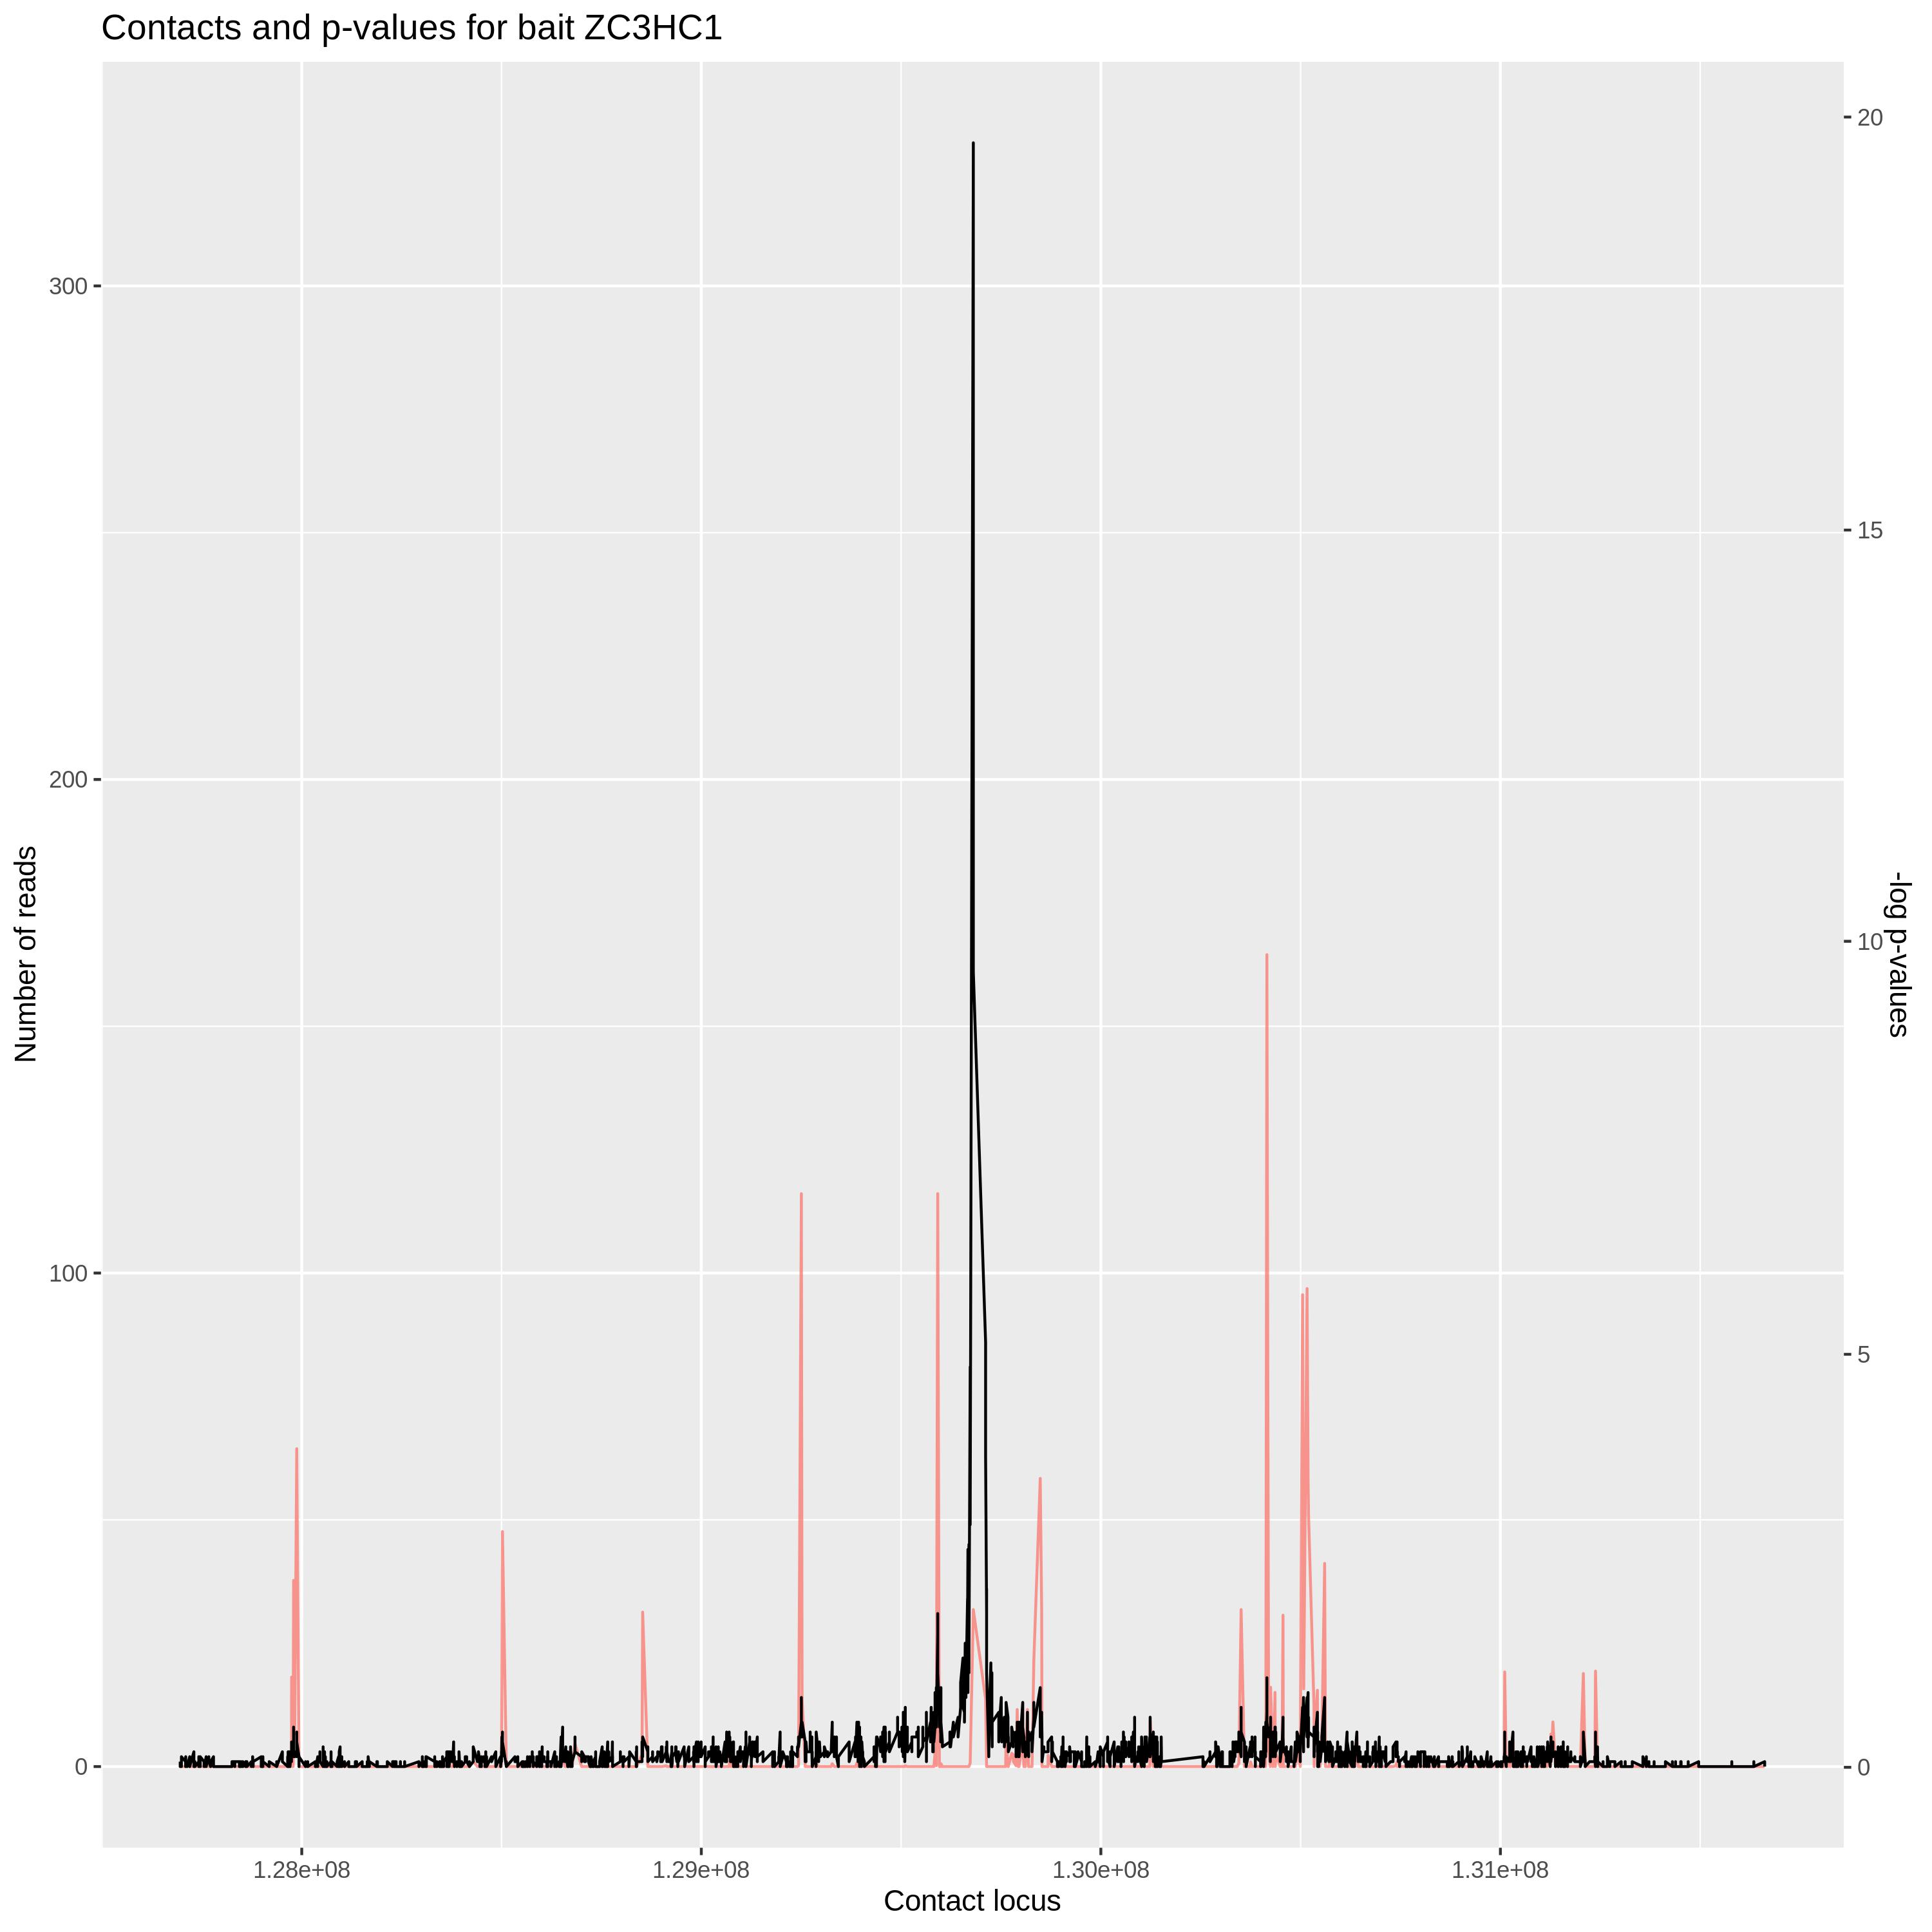 Contacts and p-values for bait ZC3HC1
300
200
100
0
Number of reads
20
15
10
5
0
-log p-values
1.28e+08
1.29e+08
1.30e+08
1.31e+08
Contact locus